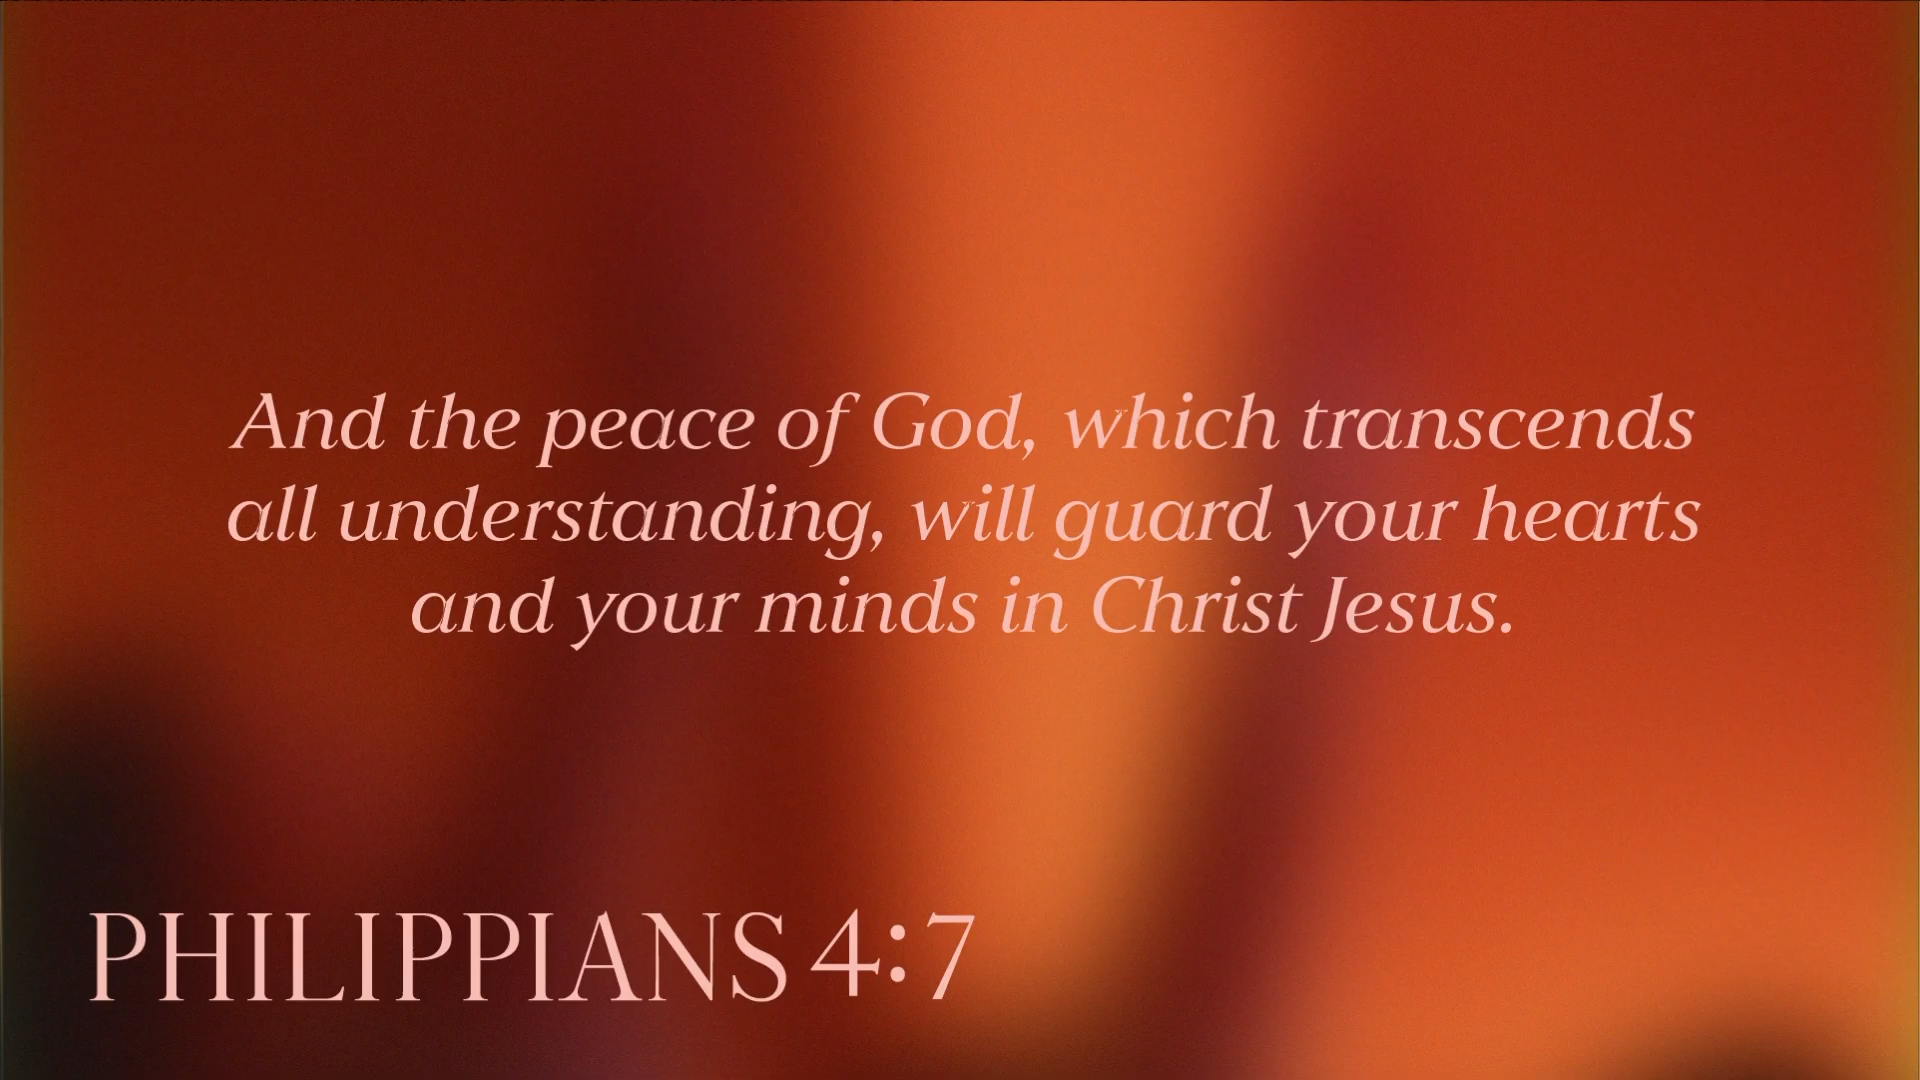 And the peace of God, which transcends
all understanding, will guard your hearts
and your minds in Christ Jesus.
PHILIPPIANS 4:7